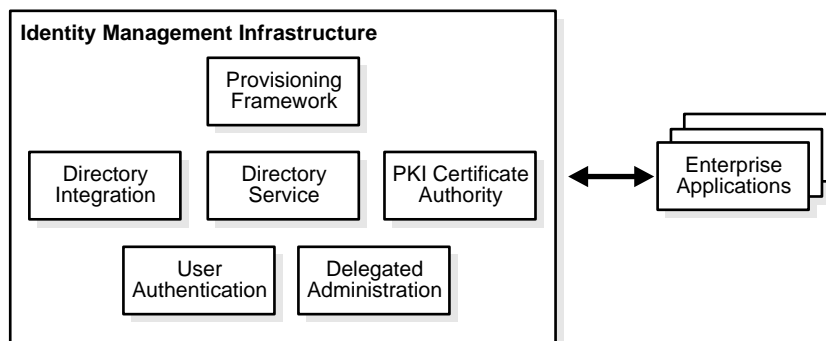 Identity Management Infrastructure
Provisioning
Framework
Directory
Integration
Directory
Service
PKI Certificate
Authority
Enterprise
Applications
User
Authentication
Delegated
Administration